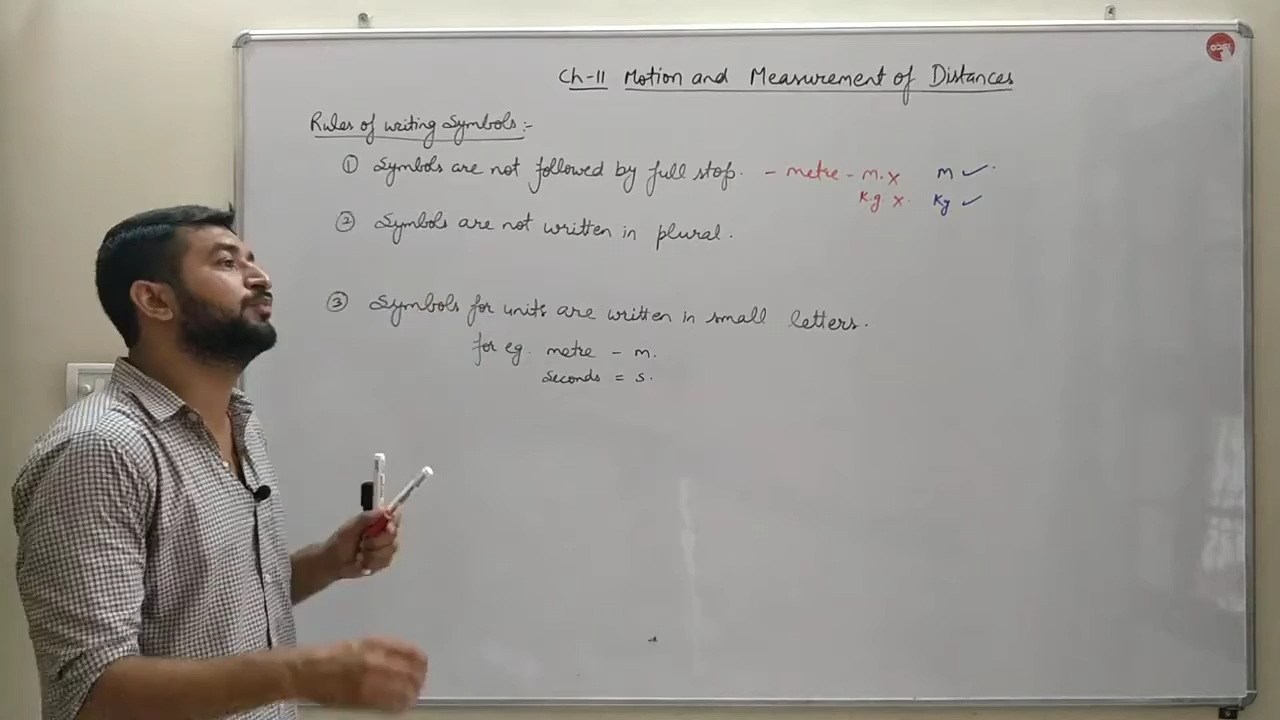 Ch-11 Motion and Measurement of Distances
Rules of writing Symbols:-
① Symbols are not followed by full stop. - metre - m. x m ✓.
K.g x. Kg ✓
② Symbols are not written in plural.
③ Symbols for units are written in small letters.
for eg. metre - m.
Seconds = s.